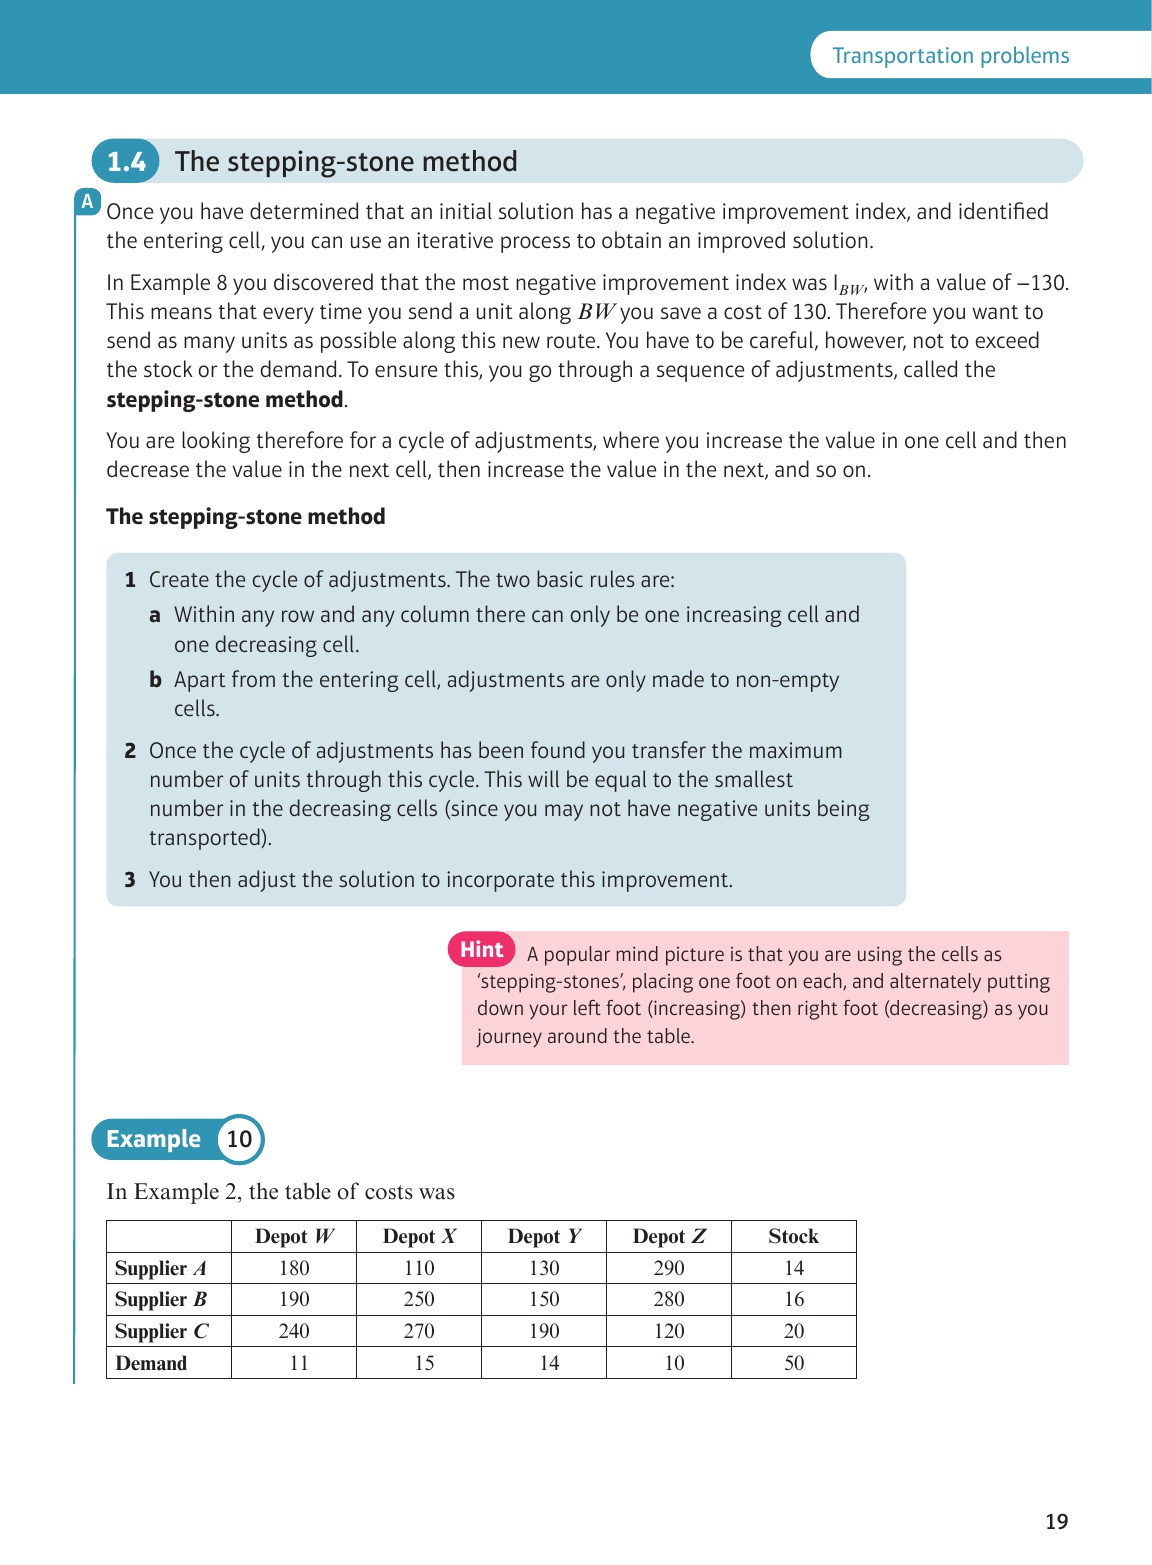 Transportation problems
1.4 The stepping-stone method
A
Once you have determined that an initial solution has a negative improvement index, and identified
the entering cell, you can use an iterative process to obtain an improved solution.
In Example 8 you discovered that the most negative improvement index was I_BW, with a value of −130.
This means that every time you send a unit along BW you save a cost of 130. Therefore you want to
send as many units as possible along this new route. You have to be careful, however, not to exceed
the stock or the demand. To ensure this, you go through a sequence of adjustments, called the
stepping-stone method.
You are looking therefore for a cycle of adjustments, where you increase the value in one cell and then
decrease the value in the next cell, then increase the value in the next, and so on.
The stepping-stone method
1 Create the cycle of adjustments. The two basic rules are:
a Within any row and any column there can only be one increasing cell and
one decreasing cell.
b Apart from the entering cell, adjustments are only made to non-empty
cells.
2 Once the cycle of adjustments has been found you transfer the maximum
number of units through this cycle. This will be equal to the smallest
number in the decreasing cells (since you may not have negative units being
transported).
3 You then adjust the solution to incorporate this improvement.
Hint A popular mind picture is that you are using the cells as
‘stepping-stones’, placing one foot on each, and alternately putting
down your left foot (increasing) then right foot (decreasing) as you
journey around the table.
Example 10
In Example 2, the table of costs was
Depot W Depot X Depot Y Depot Z Stock
Supplier A 180 110 130 290 14
Supplier B 190 250 150 280 16
Supplier C 240 270 190 120 20
Demand 11 15 14 10 50
19